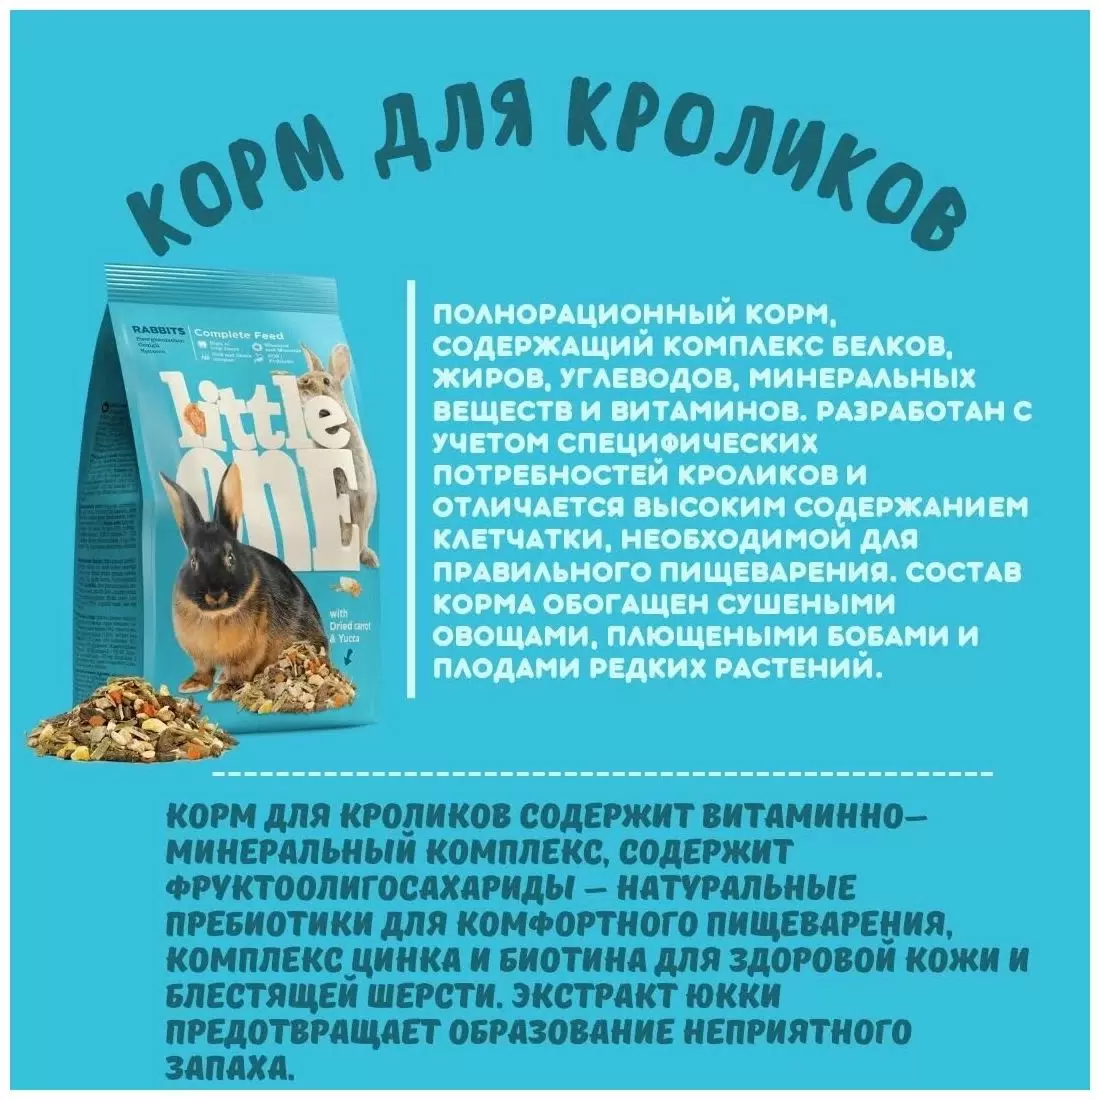 КОРМ ДЛЯ КРОЛИКОВ
RABBITS
Complete Feed
little
ONE
with
Dried carrot
& Yucca
ПОЛНОРАЦИОННЫЙ КОРМ,
СОДЕРЖАЩИЙ КОМПЛЕКС БЕЛКОВ,
ЖИРОВ, УГЛЕВОДОВ, МИНЕРАЛЬНЫХ
ВЕЩЕСТВ И ВИТАМИНОВ. РАЗРАБОТАН С
УЧЕТОМ СПЕЦИФИЧЕСКИХ
ПОТРЕБНОСТЕЙ КРОЛИКОВ И
ОТЛИЧАЕТСЯ ВЫСОКИМ СОДЕРЖАНИЕМ
КЛЕТЧАТКИ, НЕОБХОДИМОЙ ДЛЯ
ПРАВИЛЬНОГО ПИЩЕВАРЕНИЯ. СОСТАВ
КОРМА ОБОГАЩЕН СУШЕНЫМИ
ОВОЩАМИ, ПЛЮЩЕНЫМИ БОБАМИ И
ПЛОДАМИ РЕДКИХ РАСТЕНИЙ.
КОРМ ДЛЯ КРОЛИКОВ СОДЕРЖИТ ВИТАМИННО–
МИНЕРАЛЬНЫЙ КОМПЛЕКС, СОДЕРЖИТ
ФРУКТООЛИГОСАХАРИДЫ – НАТУРАЛЬНЫЕ
ПРЕБИОТИКИ ДЛЯ КОМФОРТНОГО ПИЩЕВАРЕНИЯ,
КОМПЛЕКС ЦИНКА И БИОТИНА ДЛЯ ЗДОРОВОЙ КОЖИ И
БЛЕСТЯЩЕЙ ШЕРСТИ. ЭКСТРАКТ ЮККИ
ПРЕДОТВРАЩАЕТ ОБРАЗОВАНИЕ НЕПРИЯТНОГО
ЗАПАХА.